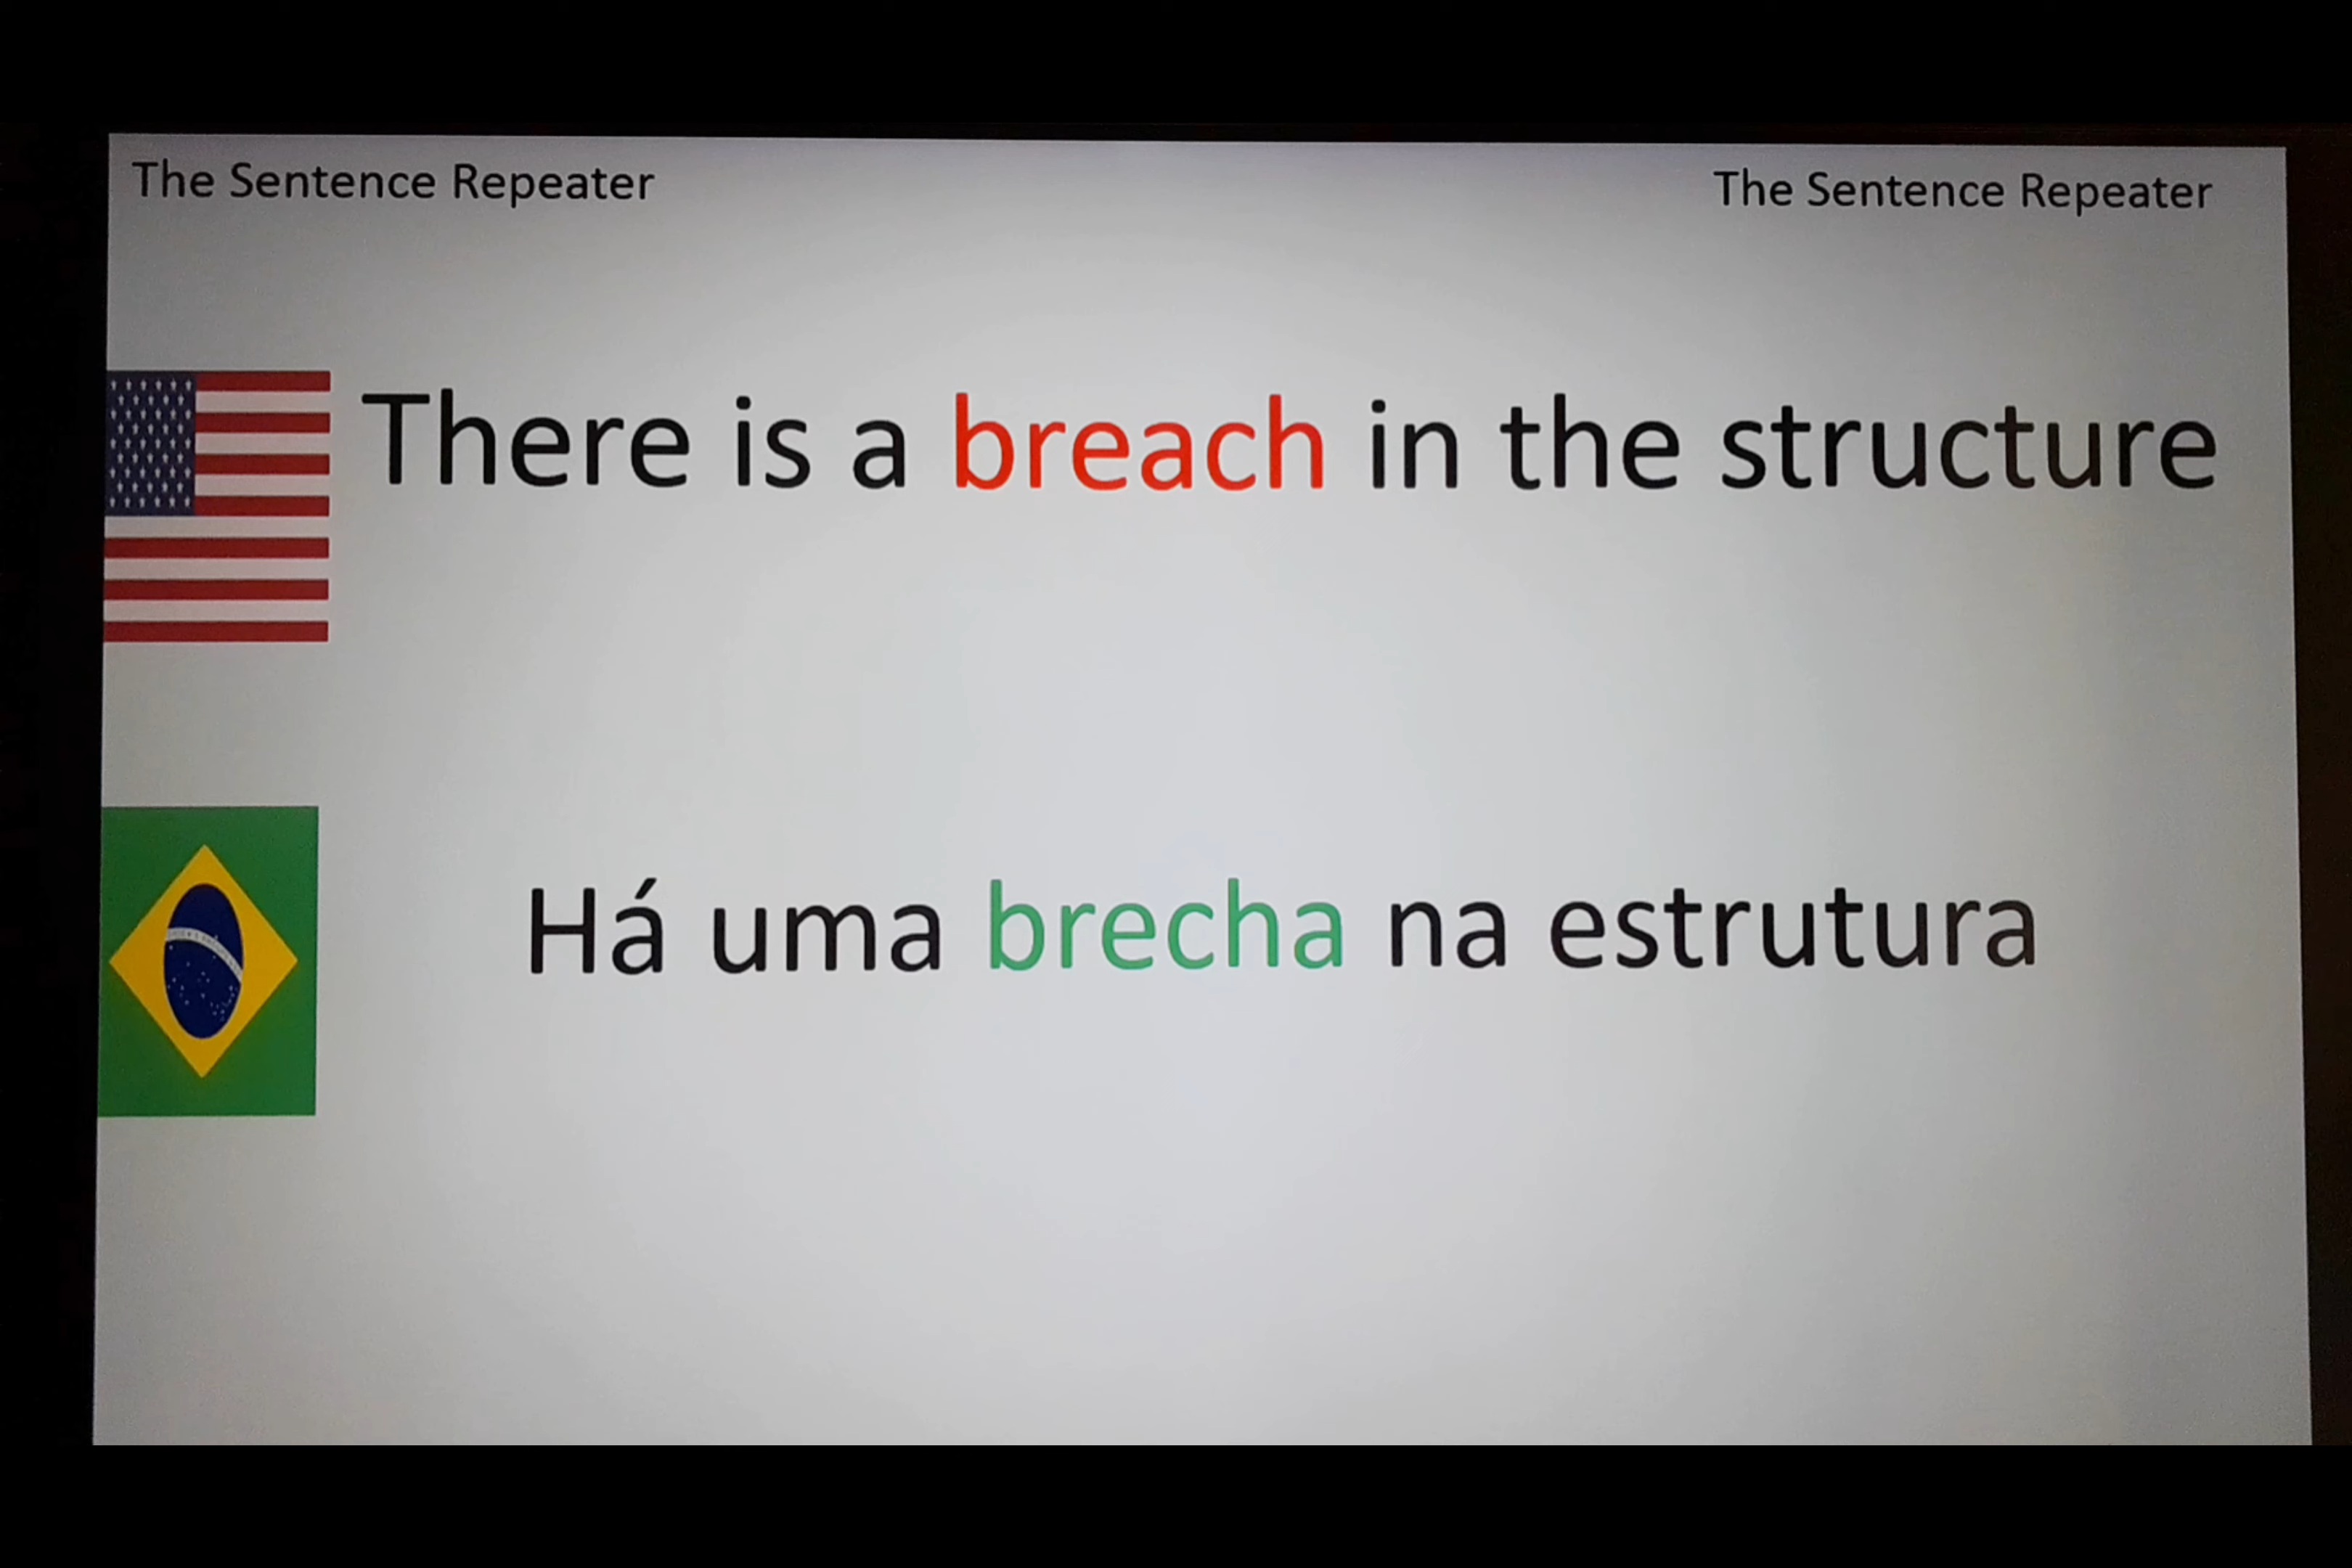 The Sentence Repeater
The Sentence Repeater
There is a breach in the structure
Há uma brecha na estrutura